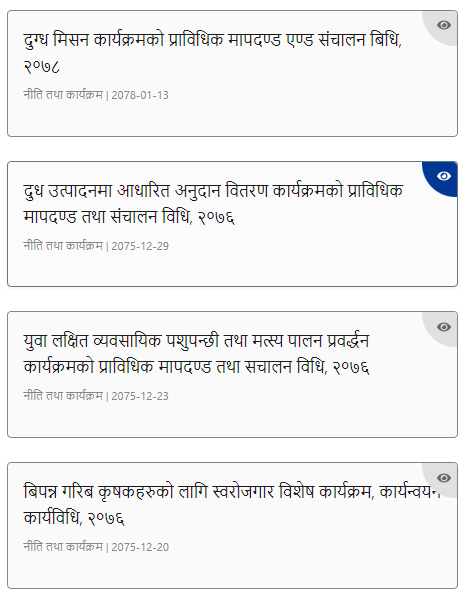 दुग्ध मिसन कार्यक्रमको प्राविधिक मापदण्ड एण्ड संचालन बिधि,
२०७८
नीति तथा कार्यक्रम | 2078-01-13
दुध उत्पादनमा आधारित अनुदान वितरण कार्यक्रमको प्राविधिक
मापदण्ड तथा संचालन विधि, २०७६
नीति तथा कार्यक्रम | 2075-12-29
युवा लक्षित व्यवसायिक पशुपन्छी तथा मत्स्य पालन प्रवर्द्धन
कार्यक्रमको प्राविधिक मापदण्ड तथा सचालन विधि, २०७६
नीति तथा कार्यक्रम | 2075-12-23
बिपन्न गरिब कृषकहरुको लागि स्वरोजगार विशेष कार्यक्रम, कार्यन्वयन
कार्यविधि, २०७६
नीति तथा कार्यक्रम | 2075-12-20